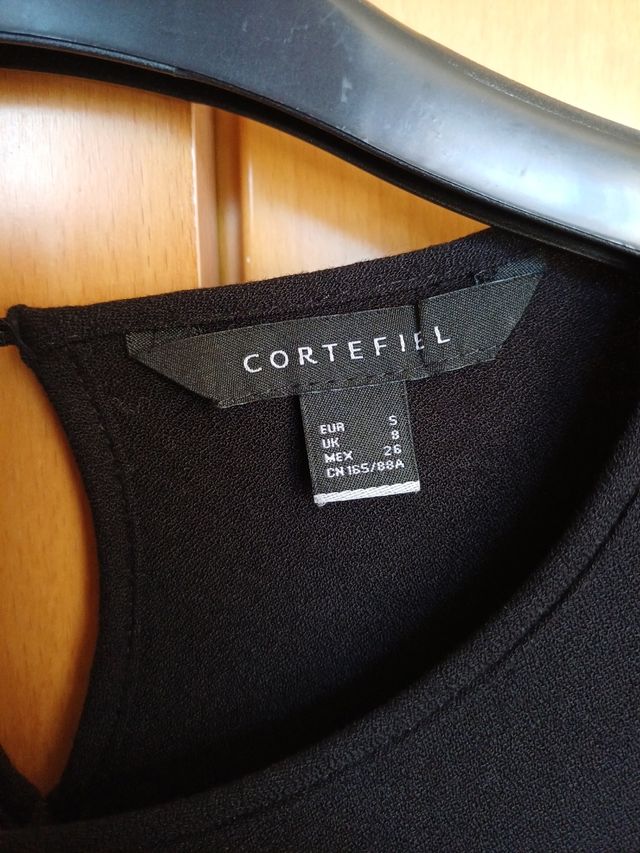 CORTEFIEL
EUR S
UK 8
MEX 26
CN 165/88A